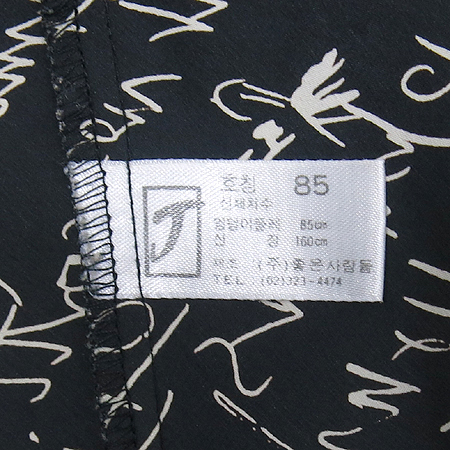 J
호칭 85
신체치수
엉덩이둘레 85cm
신 장 160cm
제조 (주)좋은사람들
TEL (02)323-4474